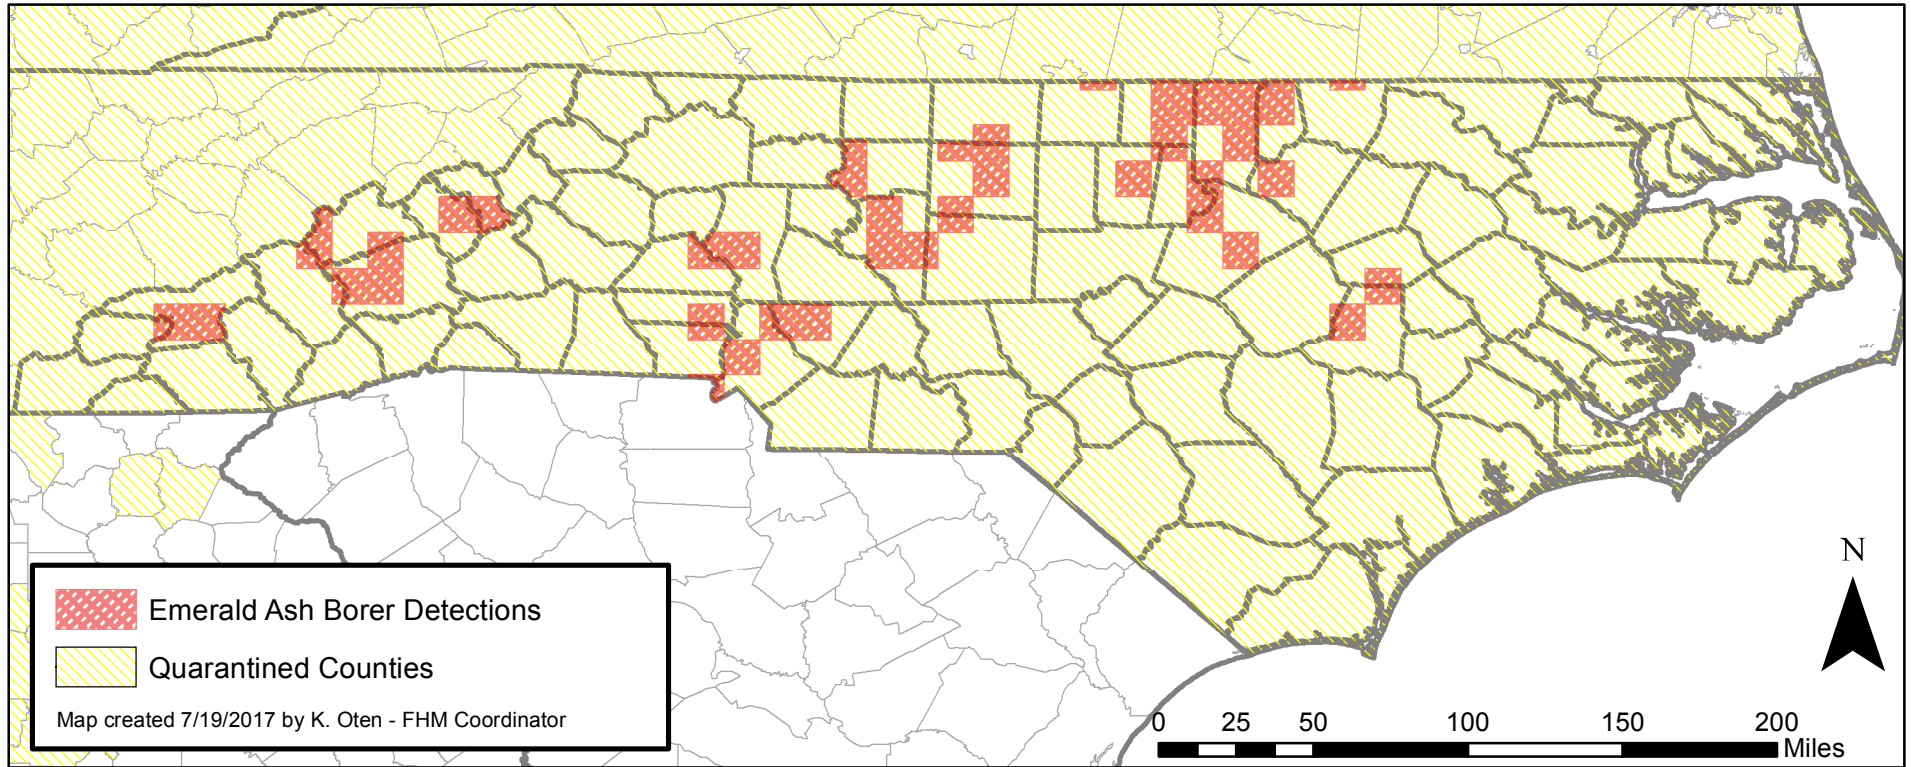 N
Emerald Ash Borer Detections
Quarantined Counties
Map created 7/19/2017 by K. Oten - FHM Coordinator
0 25 50 100 150 200
Miles